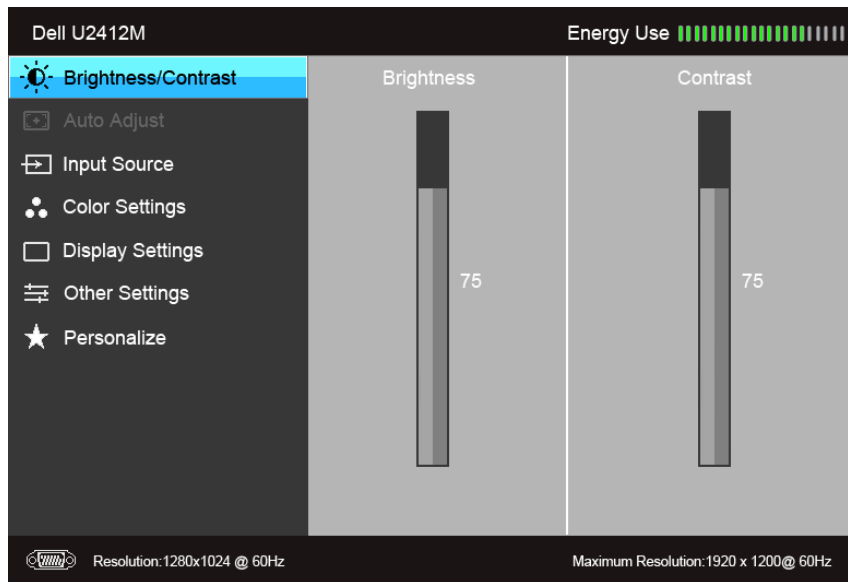 Dell U2412M
Energy Use
Brightness/Contrast
Auto Adjust
Input Source
Color Settings
Display Settings
Other Settings
Personalize
Brightness
Contrast
75
75
Resolution:1280x1024 @ 60Hz
Maximum Resolution:1920 x 1200@ 60Hz